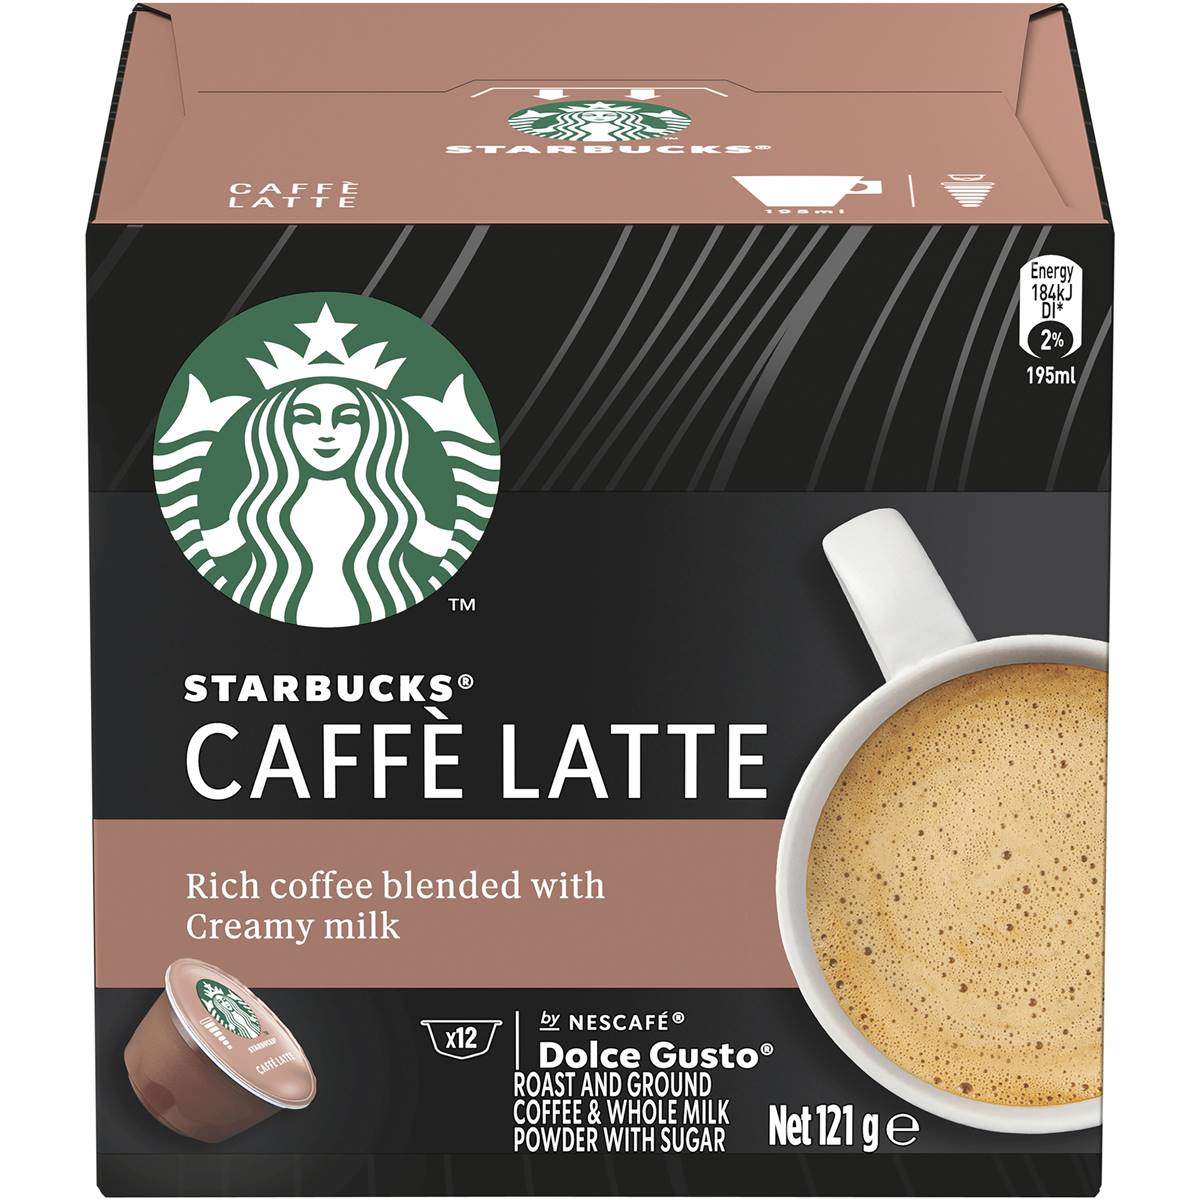 STARBUCKS®
CAFFÈ
LATTE
195ml
Energy
184kJ
DI*
2%
195ml
TM
STARBUCKS®
CAFFÈ LATTE
Rich coffee blended with
Creamy milk
STARBUCKS®
CAFFÈ LATTE
x12
by NESCAFÉ®
Dolce Gusto®
ROAST AND GROUND
COFFEE & WHOLE MILK
POWDER WITH SUGAR
Net 121 g ℮